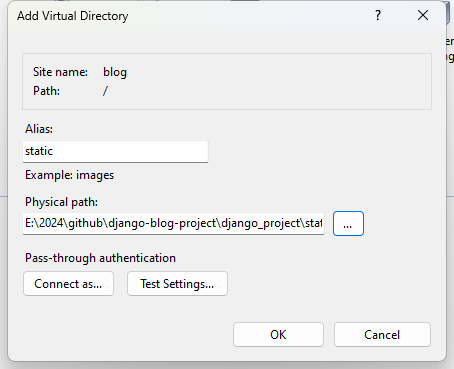 Add Virtual Directory
?
Site name: blog
Path: /
Alias:
static
Example: images
Physical path:
E:\2024\github\django-blog-project\django_project\stat
...
Pass-through authentication
Connect as...
Test Settings...
OK
Cancel